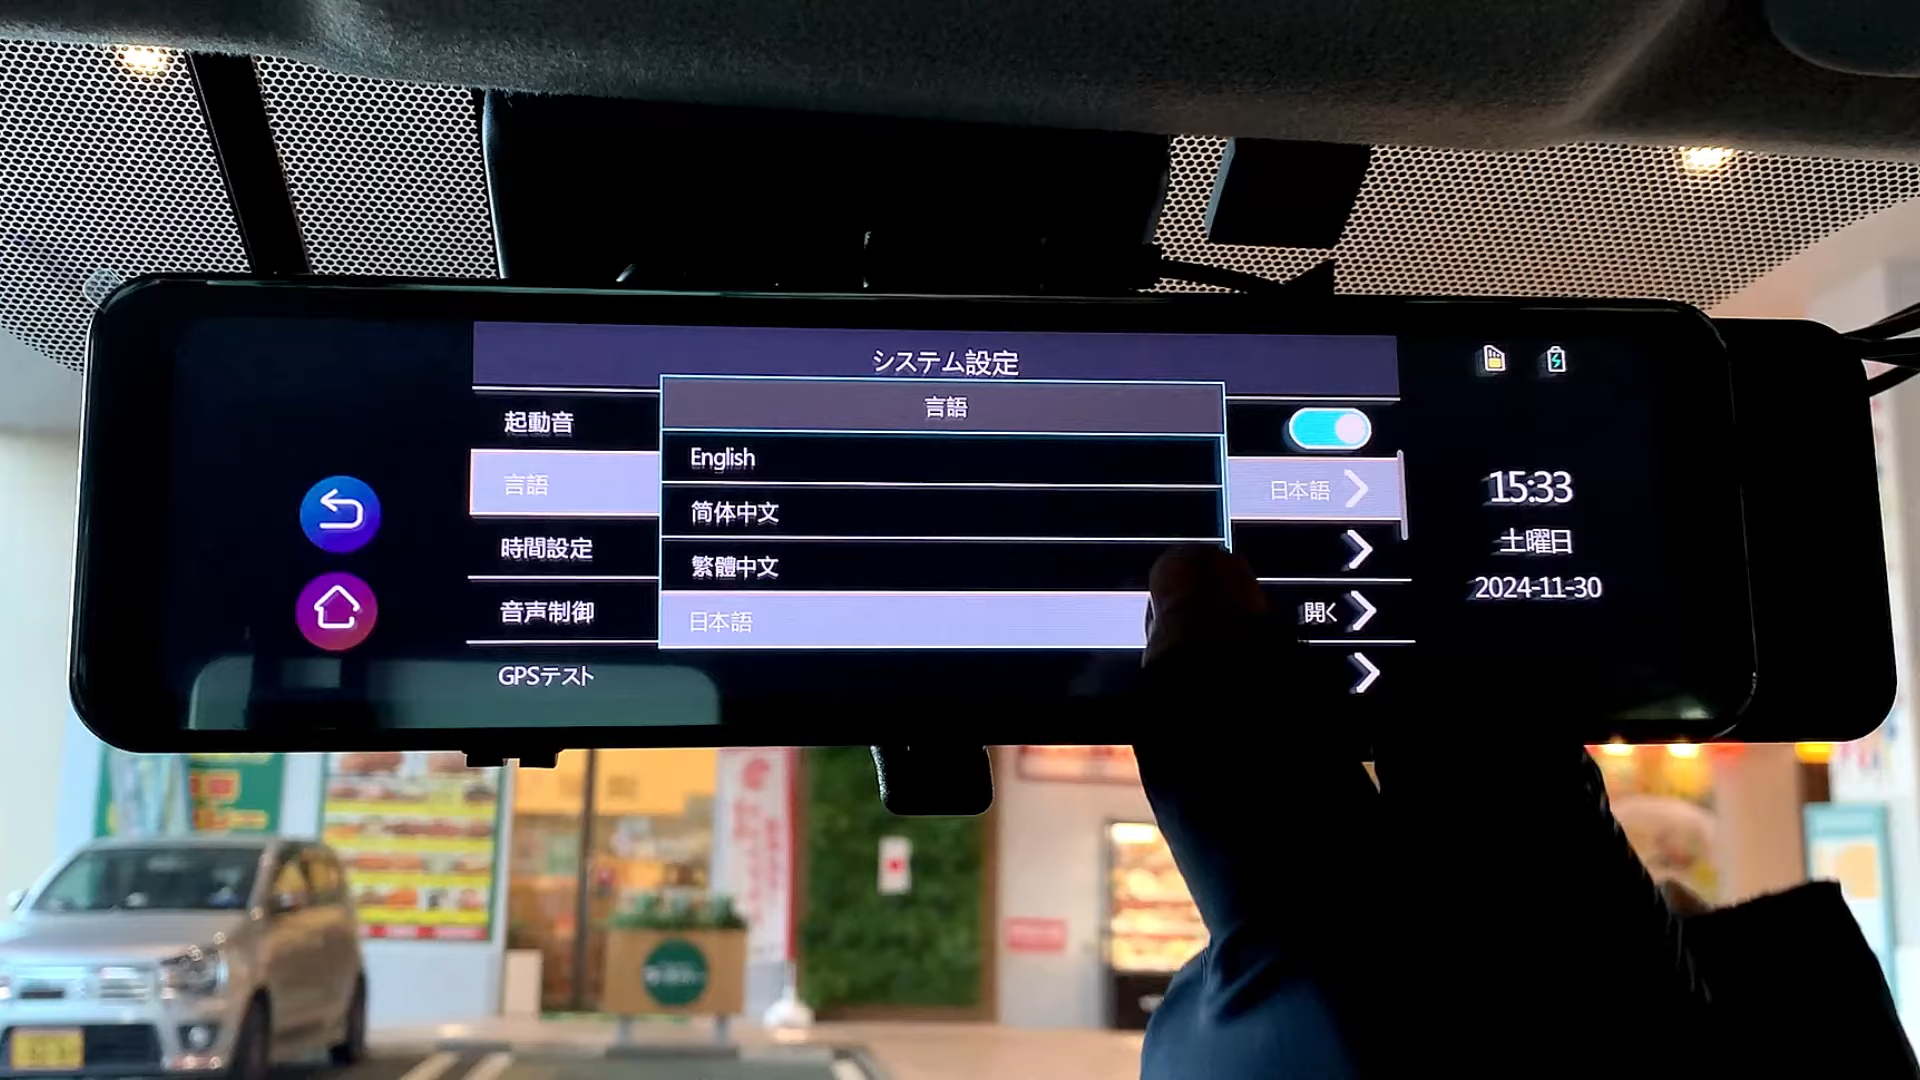 システム設定
言語
起動音
English
言語
日本語
简体中文
15:33
時間設定
繁體中文
土曜日
2024-11-30
音声制御
日本語
開く
GPSテスト